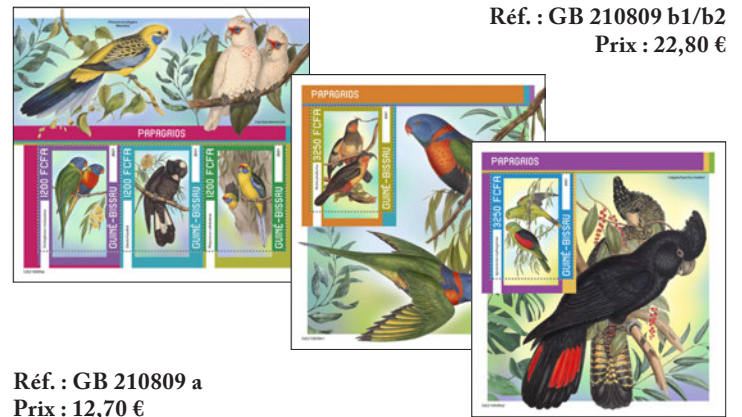 Réf. : GB 210809 b1/b2
Prix : 22,80 €
PAPAGAIOS
1200 FCFA
GUINÉ-BISSAU
1200 FCFA
GUINÉ-BISSAU
1200 FCFA
GUINÉ-BISSAU
PAPAGAIOS
3250 FCFA
GUINÉ-BISSAU
PAPAGAIOS
3250 FCFA
GUINÉ-BISSAU
Réf. : GB 210809 a
Prix : 12,70 €